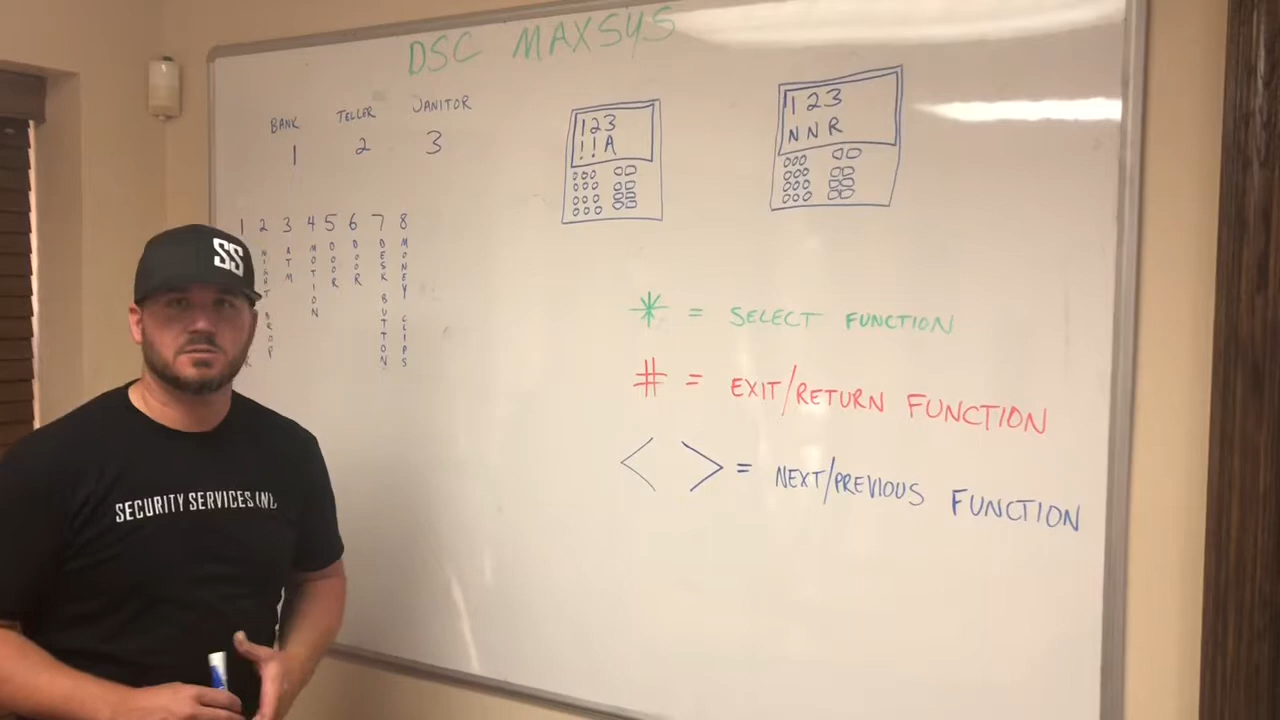 DSC MAXSYS
BANK TELLER JANITOR
1 2 3
1 2 3 4 5 6 7 8
NIGHT DROP
ATM
MOTION
DOOR
DOOR
DESK BUTTON
MONEY CLIPS
123
!!A
123
NNR
* = SELECT FUNCTION
# = EXIT/RETURN FUNCTION
< > = NEXT/PREVIOUS FUNCTION
SS
SECURITY SERVICES INC.